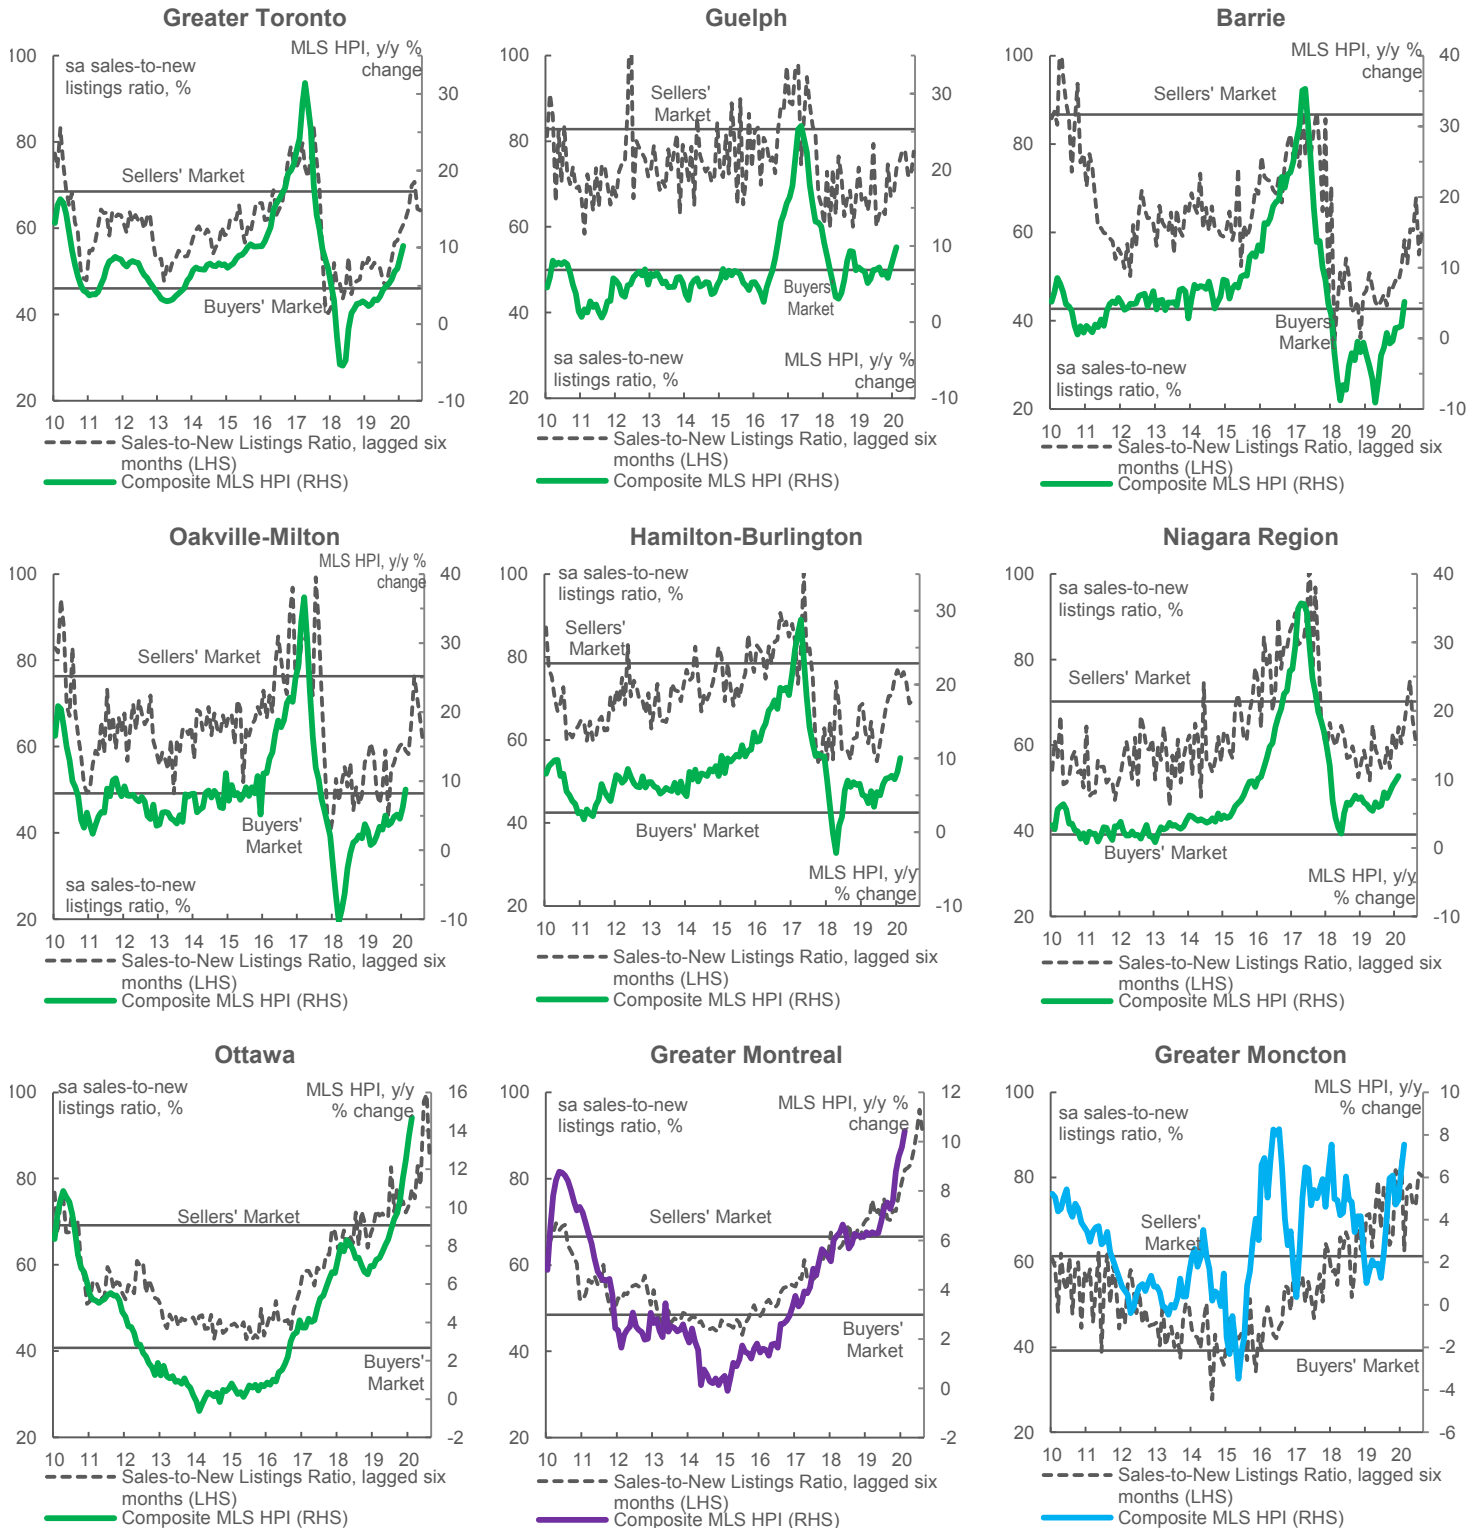 Greater Toronto
MLS HPI, y/y %
change
sa sales-to-new
listings ratio, %
Sellers' Market
Buyers' Market
100
80
60
40
20
30
20
10
0
-10
10 11 12 13 14 15 16 17 18 19 20
Sales-to-New Listings Ratio, lagged six
months (LHS)
Composite MLS HPI (RHS)
Guelph
Sellers'
Market
Buyers'
Market
sa sales-to-new
listings ratio, %
MLS HPI, y/y %
change
100
80
60
40
20
30
20
10
0
-10
10 11 12 13 14 15 16 17 18 19 20
Sales-to-New Listings Ratio, lagged six
months (LHS)
Composite MLS HPI (RHS)
Barrie
MLS HPI, y/y %
change
Sellers' Market
Buyers'
Market
sa sales-to-new
listings ratio, %
100
80
60
40
20
40
30
20
10
0
-10
10 11 12 13 14 15 16 17 18 19 20
Sales-to-New Listings Ratio, lagged six
months (LHS)
Composite MLS HPI (RHS)
Oakville-Milton
MLS HPI, y/y %
change
Sellers' Market
Buyers'
Market
sa sales-to-new
listings ratio, %
100
80
60
40
20
40
30
20
10
0
-10
10 11 12 13 14 15 16 17 18 19 20
Sales-to-New Listings Ratio, lagged six
months (LHS)
Composite MLS HPI (RHS)
Hamilton-Burlington
sa sales-to-new
listings ratio, %
Sellers'
Market
Buyers' Market
MLS HPI, y/y
% change
100
80
60
40
20
30
20
10
0
-10
10 11 12 13 14 15 16 17 18 19 20
Sales-to-New Listings Ratio, lagged six
months (LHS)
Composite MLS HPI (RHS)
Niagara Region
sa sales-to-new
listings ratio, %
Sellers' Market
Buyers' Market
MLS HPI, y/y
% change
100
80
60
40
20
40
30
20
10
0
-10
10 11 12 13 14 15 16 17 18 19 20
Sales-to-New Listings Ratio, lagged six
months (LHS)
Composite MLS HPI (RHS)
Ottawa
sa sales-to-new
listings ratio, %
MLS HPI, y/y
% change
Sellers' Market
Buyers'
Market
100
80
60
40
20
16
14
12
10
8
6
4
2
0
-2
10 11 12 13 14 15 16 17 18 19 20
Sales-to-New Listings Ratio, lagged six
months (LHS)
Composite MLS HPI (RHS)
Greater Montreal
sa sales-to-new
listings ratio, %
MLS HPI, y/y %
change
Sellers' Market
Buyers'
Market
100
80
60
40
20
12
10
8
6
4
2
0
-2
10 11 12 13 14 15 16 17 18 19 20
Sales-to-New Listings Ratio, lagged six
months (LHS)
Composite MLS HPI (RHS)
Greater Moncton
MLS HPI, y/y
% change
sa sales-to-new
listings ratio, %
Sellers'
Market
Buyers' Market
100
80
60
40
20
10
8
6
4
2
0
-2
-4
-6
10 11 12 13 14 15 16 17 18 19 20
Sales-to-New Listings Ratio, lagged six
months (LHS)
Composite MLS HPI (RHS)